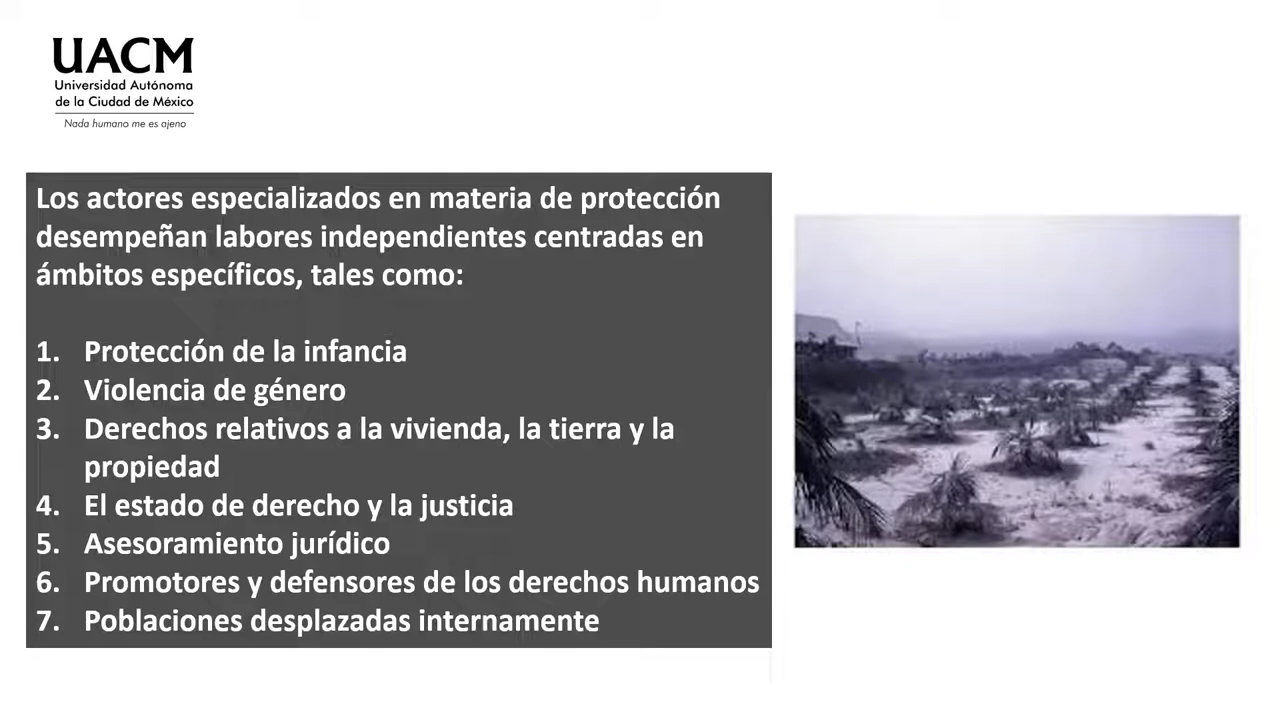 UACM
Universidad Autónoma
de la Ciudad de México
Nada humano me es ajeno
Los actores especializados en materia de protección
desempeñan labores independientes centradas en
ámbitos específicos, tales como:
1. Protección de la infancia
2. Violencia de género
3. Derechos relativos a la vivienda, la tierra y la
propiedad
4. El estado de derecho y la justicia
5. Asesoramiento jurídico
6. Promotores y defensores de los derechos humanos
7. Poblaciones desplazadas internamente